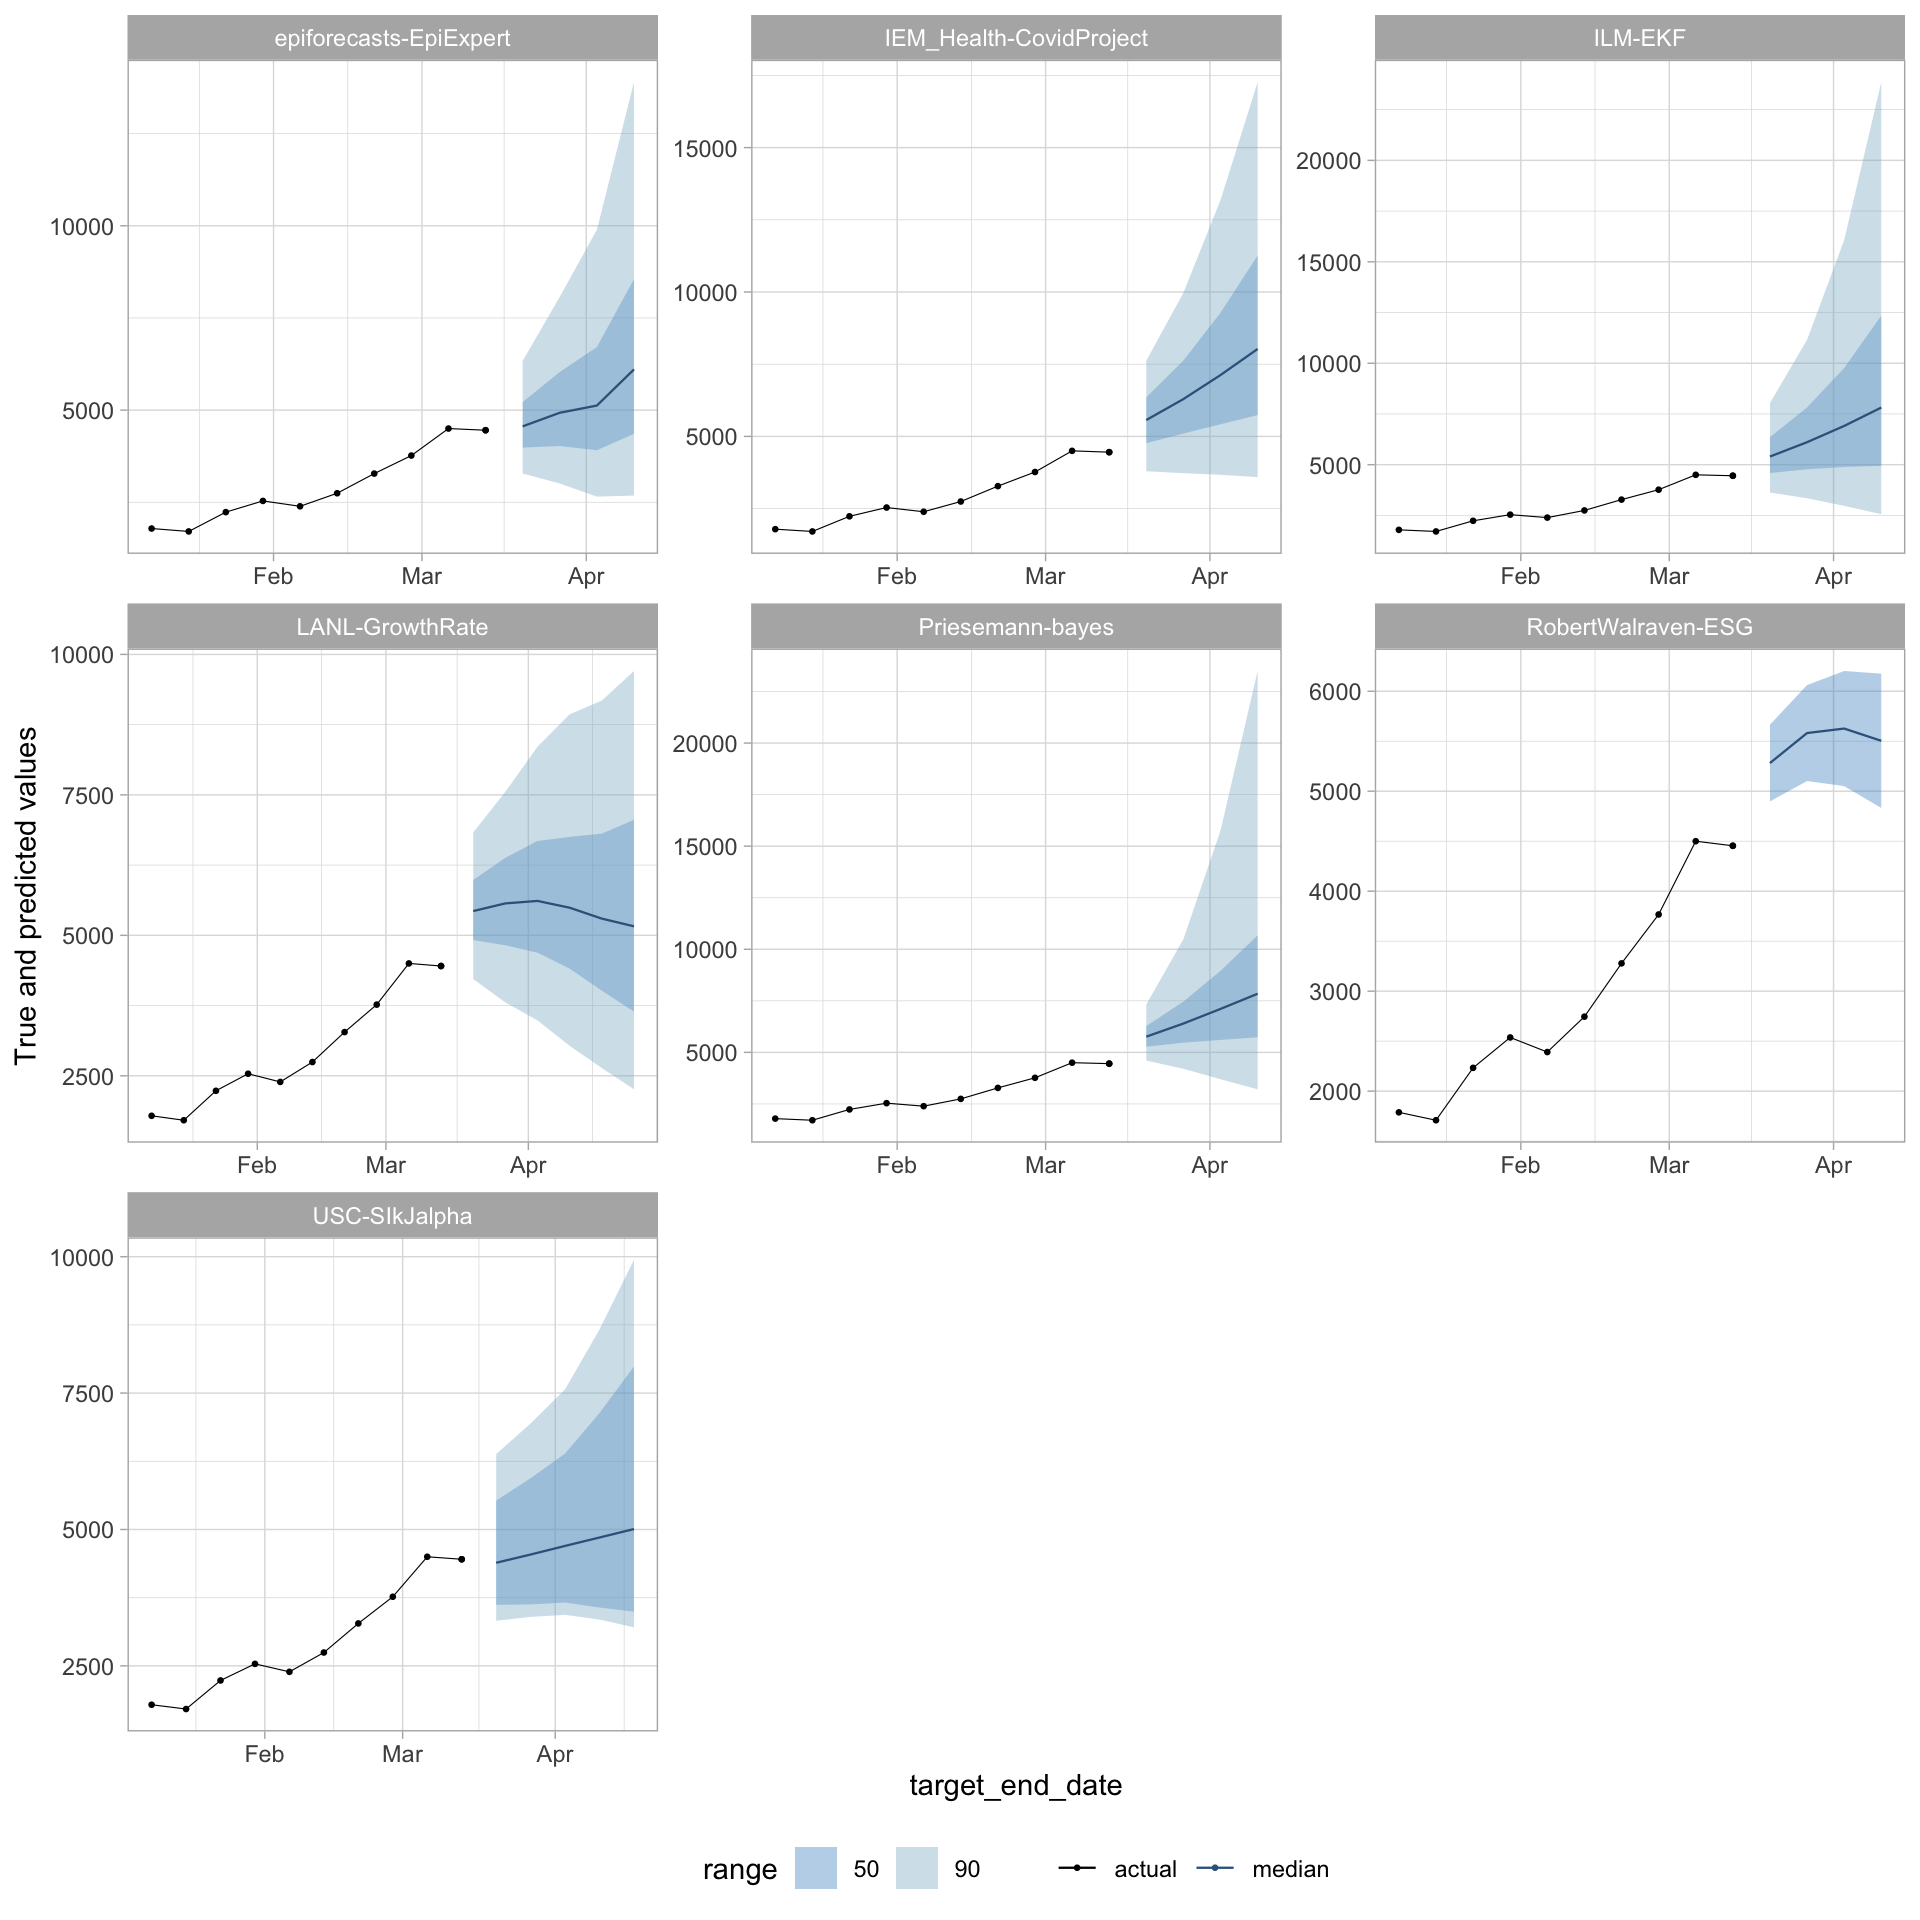 epiforecasts-EpiExpert
IEM_Health-CovidProject
ILM-EKF
10000
5000
Feb Mar Apr
15000
10000
5000
Feb Mar Apr
20000
15000
10000
5000
Feb Mar Apr
LANL-GrowthRate
Priesemann-bayes
RobertWalraven-ESG
True and predicted values
10000
7500
5000
2500
Feb Mar Apr
20000
15000
10000
5000
Feb Mar Apr
6000
5000
4000
3000
2000
Feb Mar Apr
USC-SIkJalpha
10000
7500
5000
2500
Feb Mar Apr
target_end_date
range 50 90 actual median